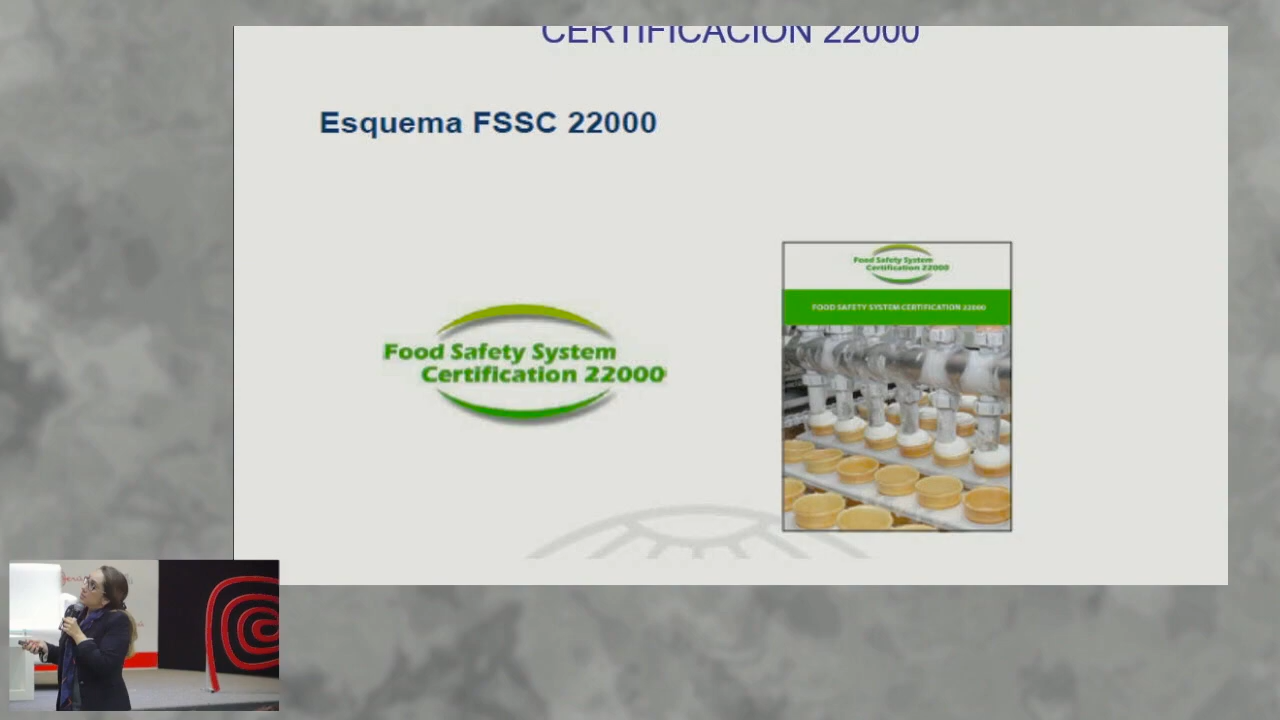 CERTIFICACION 22000
Esquema FSSC 22000
Food Safety System
Certification 22000
Food Safety System
Certification 22000
FOOD SAFETY SYSTEM CERTIFICATION 22000